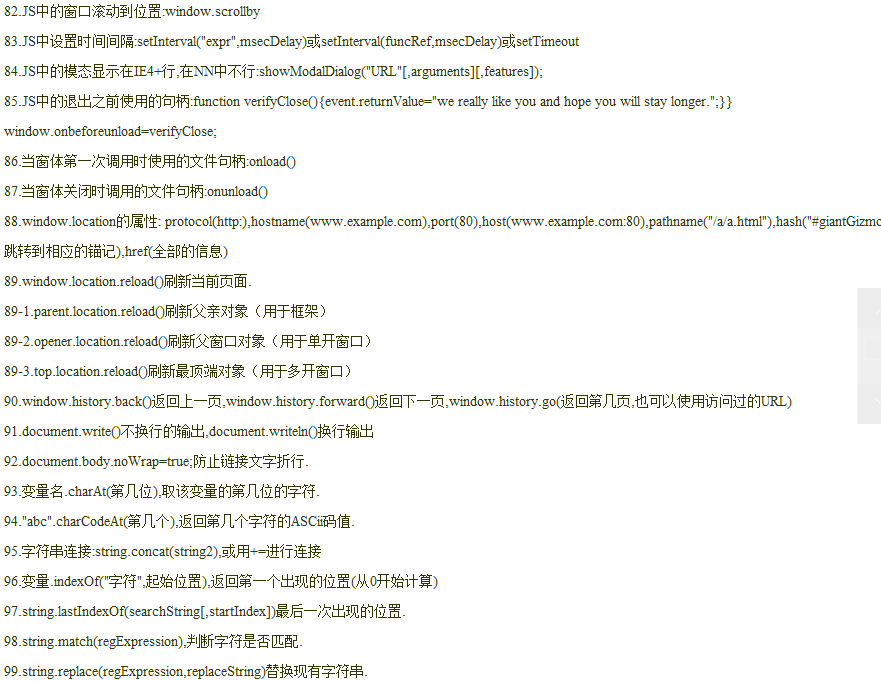 82.JS中的窗口滚动到位置:window.scrollby
83.JS中设置时间间隔:setInterval("expr",msecDelay)或setInterval(funcRef,msecDelay)或setTimeout
84.JS中的模态显示在IE4+行,在NN中不行:showModalDialog("URL"[,arguments][,features]);
85.JS中的退出之前使用的句柄:function verifyClose(){event.returnValue="we really like you and hope you will stay longer.";}}
window.onbeforeunload=verifyClose;
86.当窗体第一次调用时使用的文件句柄:onload()
87.当窗体关闭时调用的文件句柄:onunload()
88.window.location的属性: protocol(http:),hostname(www.example.com),port(80),host(www.example.com:80),pathname("/a/a.html"),hash("#giantGizmo
跳转到相应的锚记),href(全部的信息)
89.window.location.reload()刷新当前页面.
89-1.parent.location.reload()刷新父亲对象（用于框架）
89-2.opener.location.reload()刷新父窗口对象（用于单开窗口）
89-3.top.location.reload()刷新最顶端对象（用于多开窗口）
90.window.history.back()返回上一页,window.history.forward()返回下一页,window.history.go(返回第几页,也可以使用访问过的URL)
91.document.write()不换行的输出,document.writeln()换行输出
92.document.body.noWrap=true;防止链接文字折行.
93.变量名.charAt(第几位),取该变量的第几位的字符.
94."abc".charCodeAt(第几个),返回第几个字符的ASCii码值.
95.字符串连接:string.concat(string2),或用+=进行连接
96.变量.indexOf("字符",起始位置),返回第一个出现的位置(从0开始计算)
97.string.lastIndexOf(searchString[,startIndex])最后一次出现的位置.
98.string.match(regExpression),判断字符是否匹配.
99.string.replace(regExpression,replaceString)替换现有字符串.